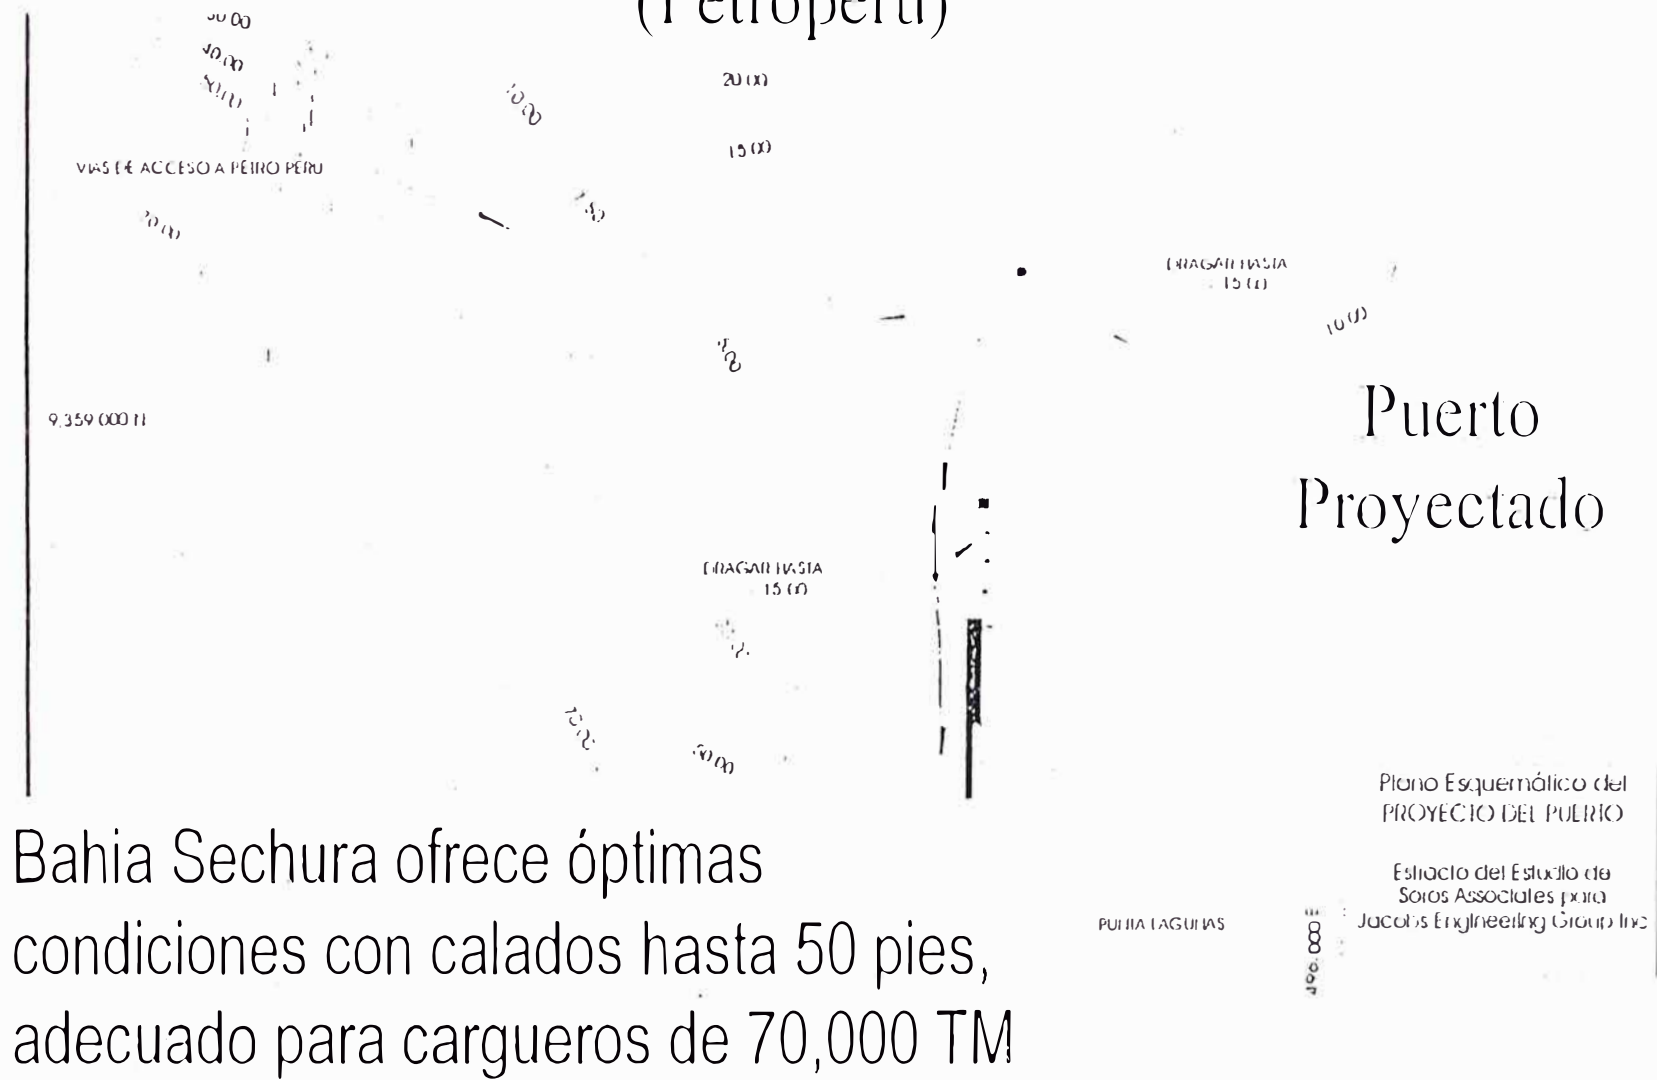 (Petroperú)
20.00
15.00
VIAS DE ACCESO A PETRO PERU
DRAGAR HASTA
15.00
10.00
9,359,000 N
Puerto
Proyectado
DRAGAR HASTA
15.00
Plano Esquemático del
PROYECTO DEL PUERTO
Extracto del Estudio de
Soros Associates para
Jacobs Engineering Group Inc
PUNTA LAGUNAS
Bahia Sechura ofrece óptimas
condiciones con calados hasta 50 pies,
adecuado para cargueros de 70,000 TM